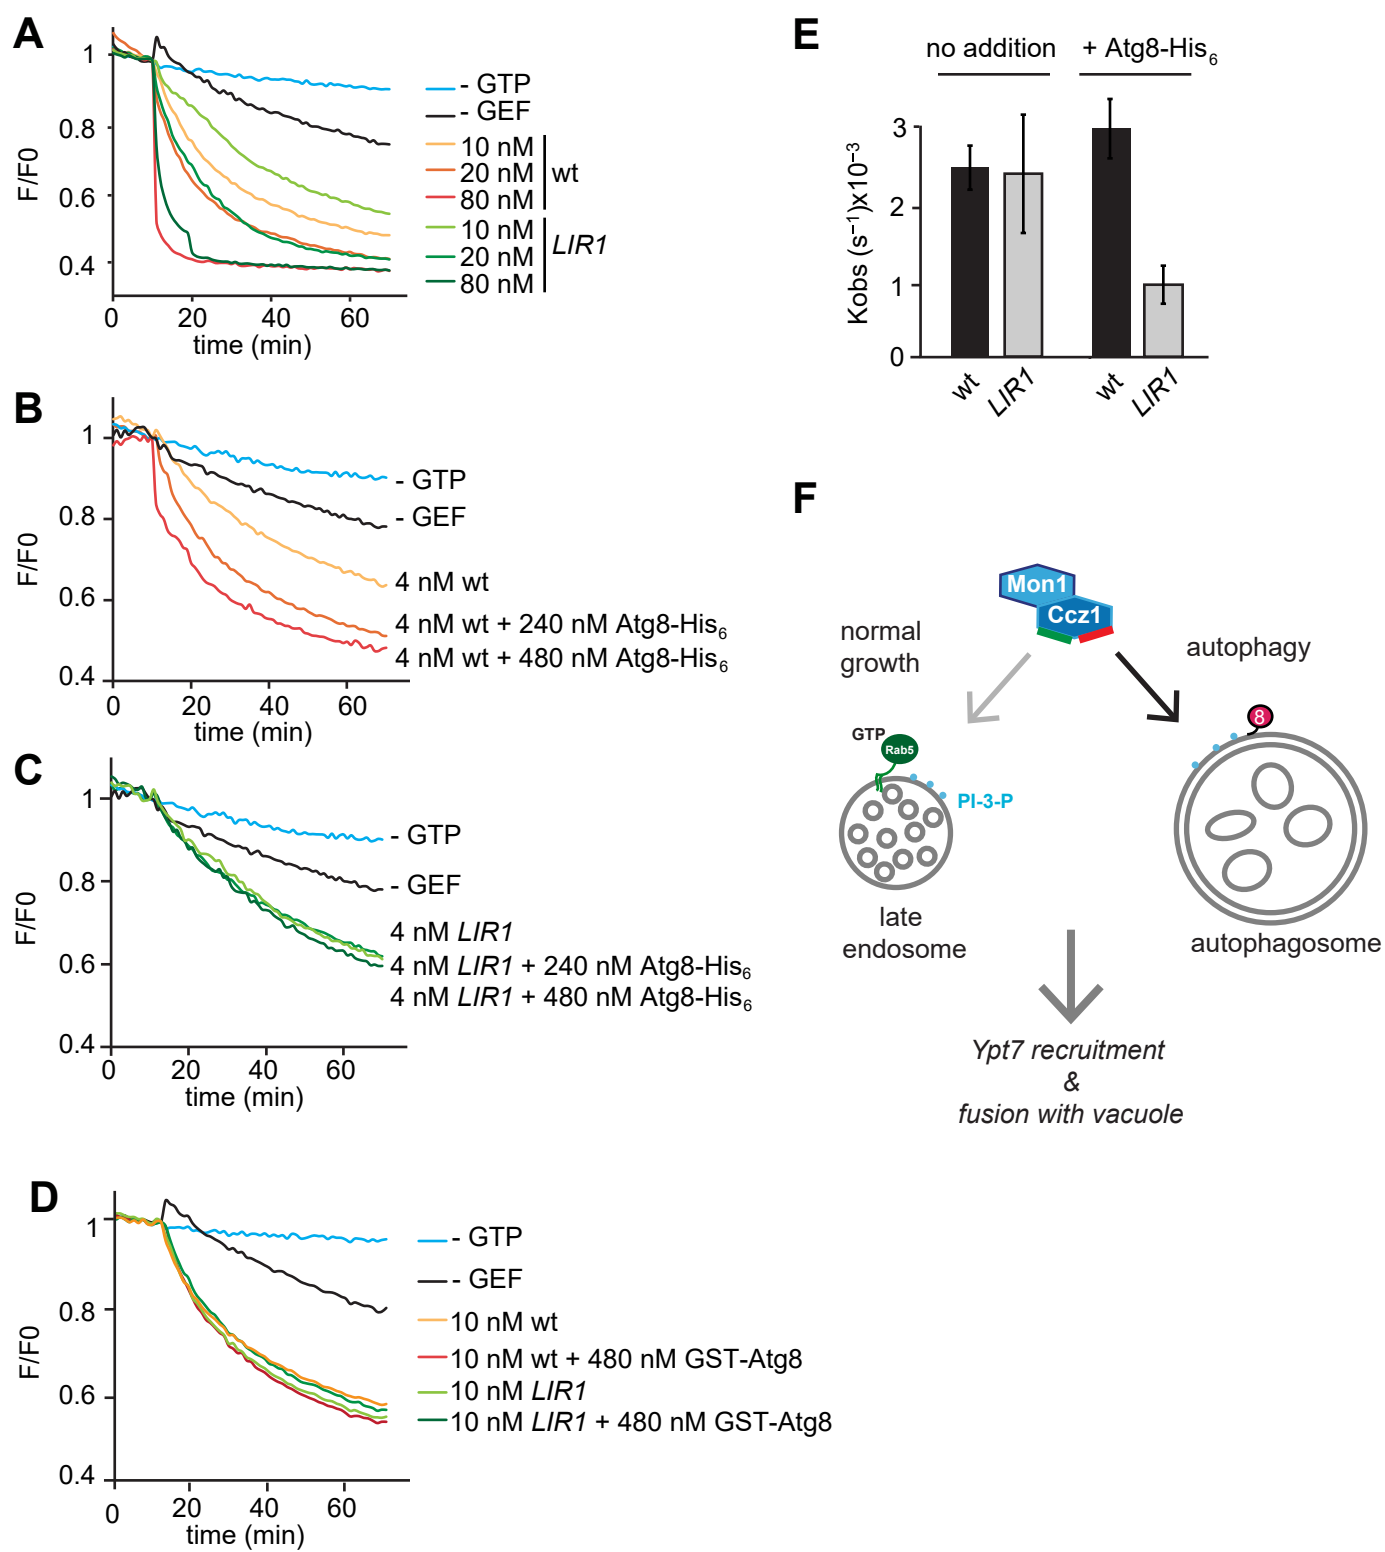 A
1
0.8
0.6
0.4
F/F0
0
20
40
60
time (min)
- GTP
- GEF
10 nM
20 nM
80 nM
wt
10 nM
20 nM
80 nM
LIR1
B
1
0.8
0.6
0.4
F/F0
0
20
40
60
time (min)
- GTP
- GEF
4 nM wt
4 nM wt + 240 nM Atg8-His6
4 nM wt + 480 nM Atg8-His6
C
1
0.8
0.6
0.4
F/F0
0
20
40
60
time (min)
- GTP
- GEF
4 nM LIR1
4 nM LIR1 + 240 nM Atg8-His6
4 nM LIR1 + 480 nM Atg8-His6
D
1
0.8
0.6
0.4
F/F0
0
20
40
60
time (min)
- GTP
- GEF
10 nM wt
10 nM wt + 480 nM GST-Atg8
10 nM LIR1
10 nM LIR1 + 480 nM GST-Atg8
E
no addition
+ Atg8-His6
3
2
1
0
Kobs (s⁻¹)x10⁻³
wt
LIR1
wt
LIR1
F
Mon1
Ccz1
normal
growth
autophagy
GTP
Rab5
PI-3-P
8
late
endosome
autophagosome
Ypt7 recruitment
&
fusion with vacuole